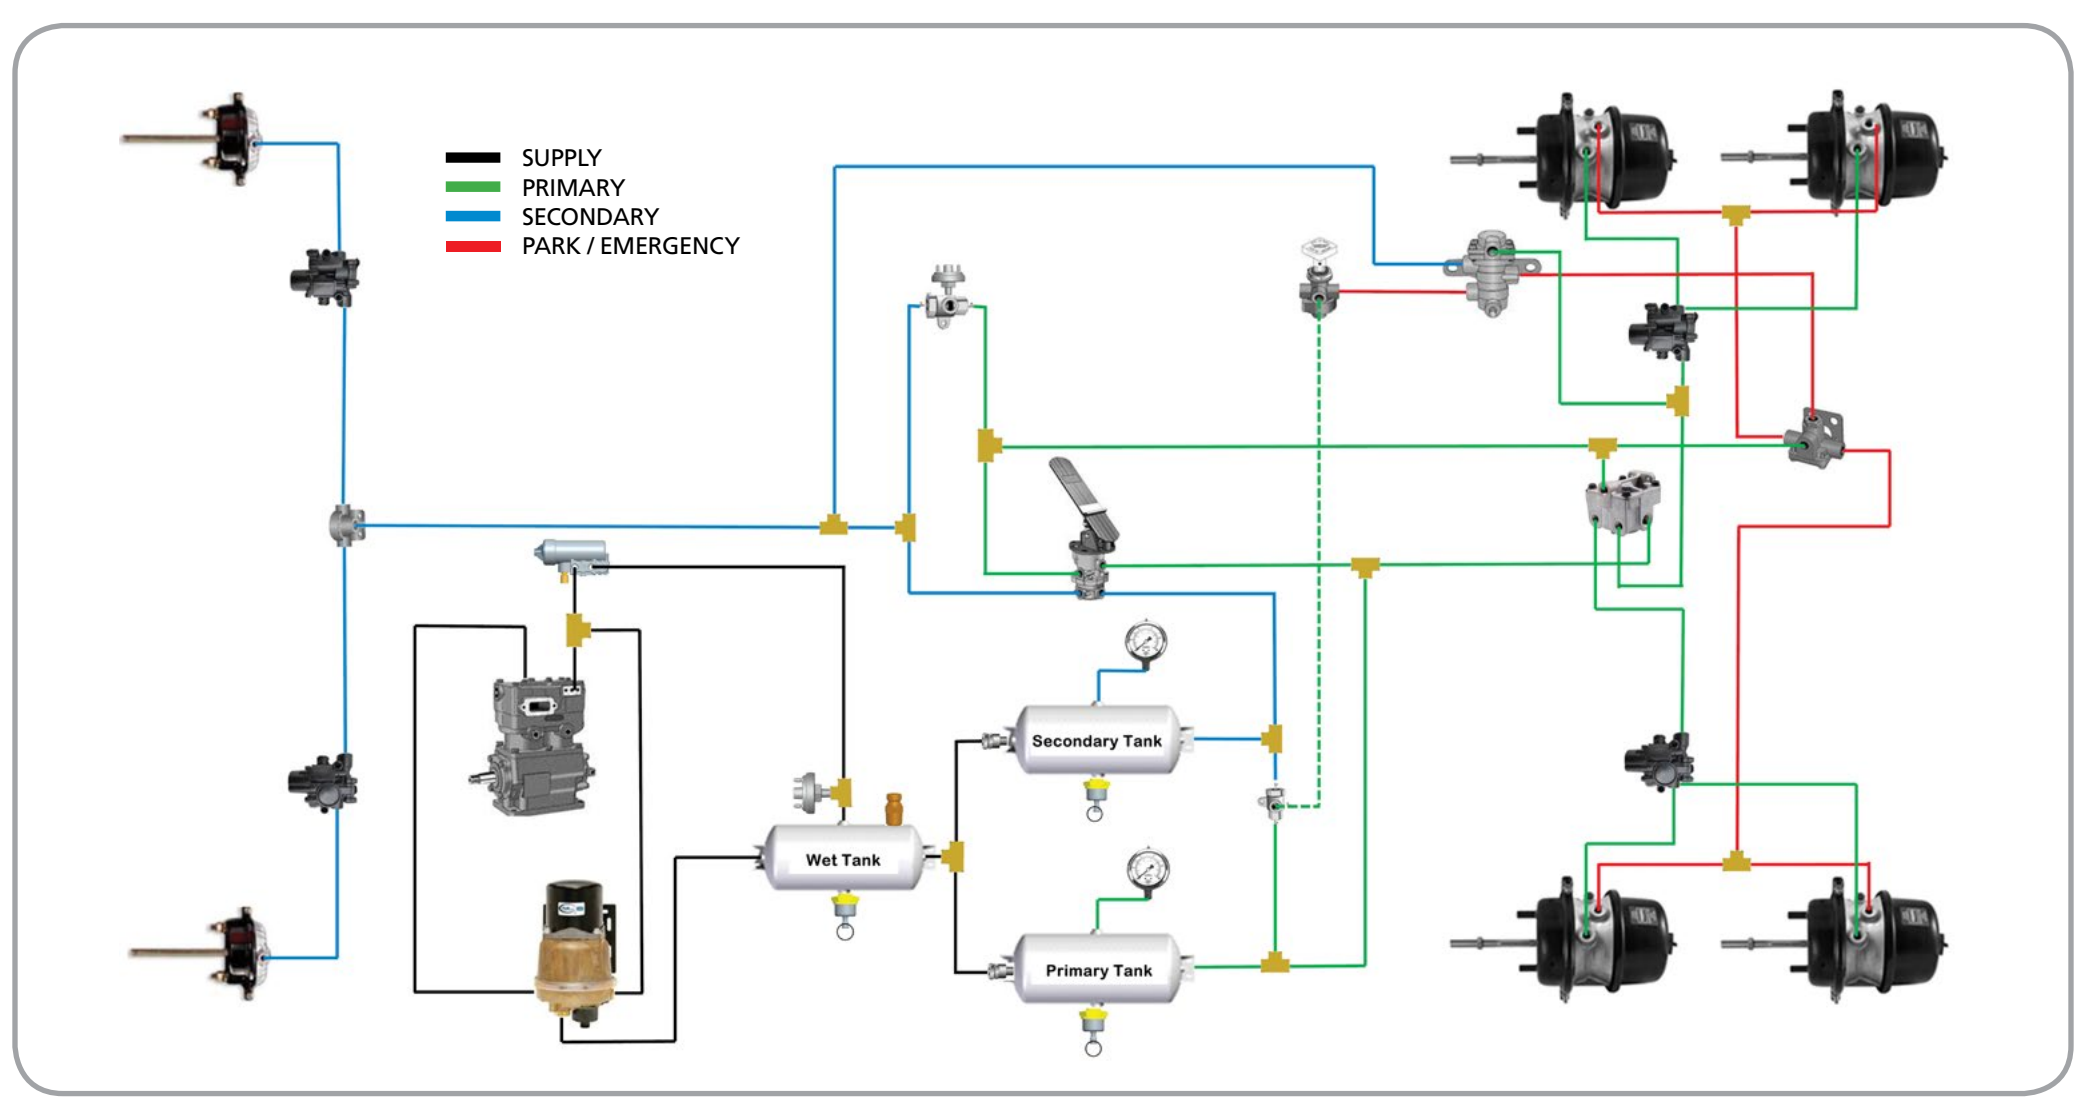 SUPPLY
PRIMARY
SECONDARY
PARK / EMERGENCY
Secondary Tank
Wet Tank
Primary Tank